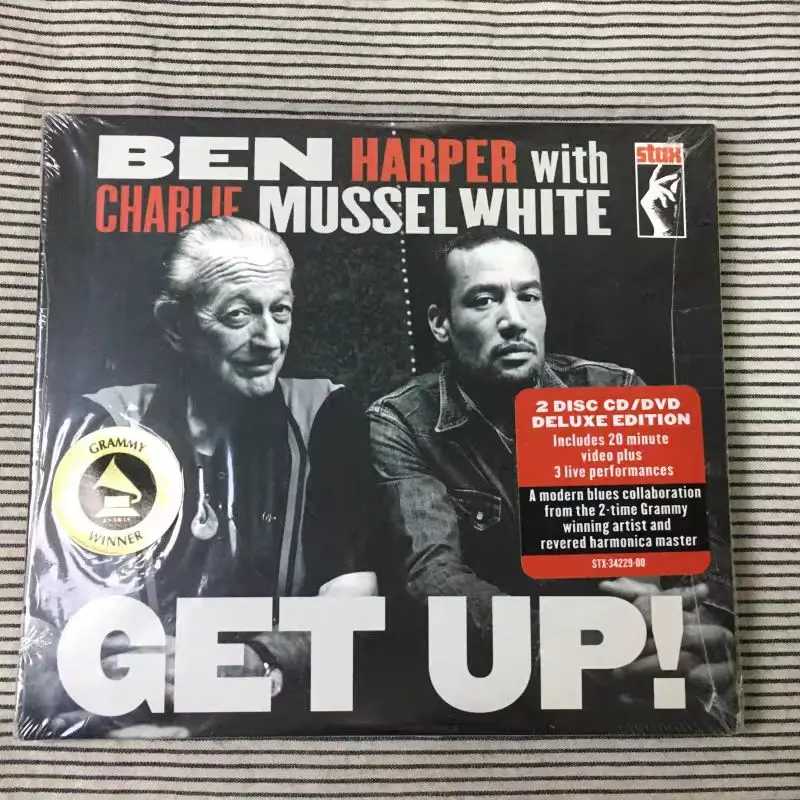 BEN HARPER with
CHARLIE MUSSELWHITE
stax
GRAMMY
WINNER
2 DISC CD/DVD
DELUXE EDITION
Includes 20 minute
video plus
3 live performances
A modern blues collaboration
from the 2-time Grammy
winning artist and
revered harmonica master
STX-34229-00
GET UP!